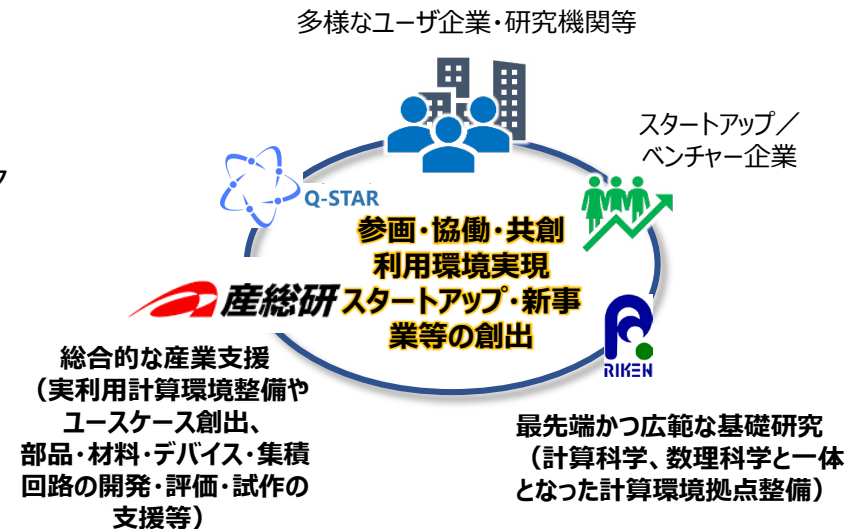 多様なユーザ企業・研究機関等
スタートアップ／
ベンチャー企業
ク
Q-STAR
参画・協働・共創
利用環境実現
スタートアップ・新事
業等の創出
産総研
RIKEN
総合的な産業支援
（実利用計算環境整備や
ユースケース創出、
部品・材料・デバイス・集積
回路の開発・評価・試作の
支援等）
最先端かつ広範な基礎研究
（計算科学、数理科学と一体
となった計算環境拠点整備）